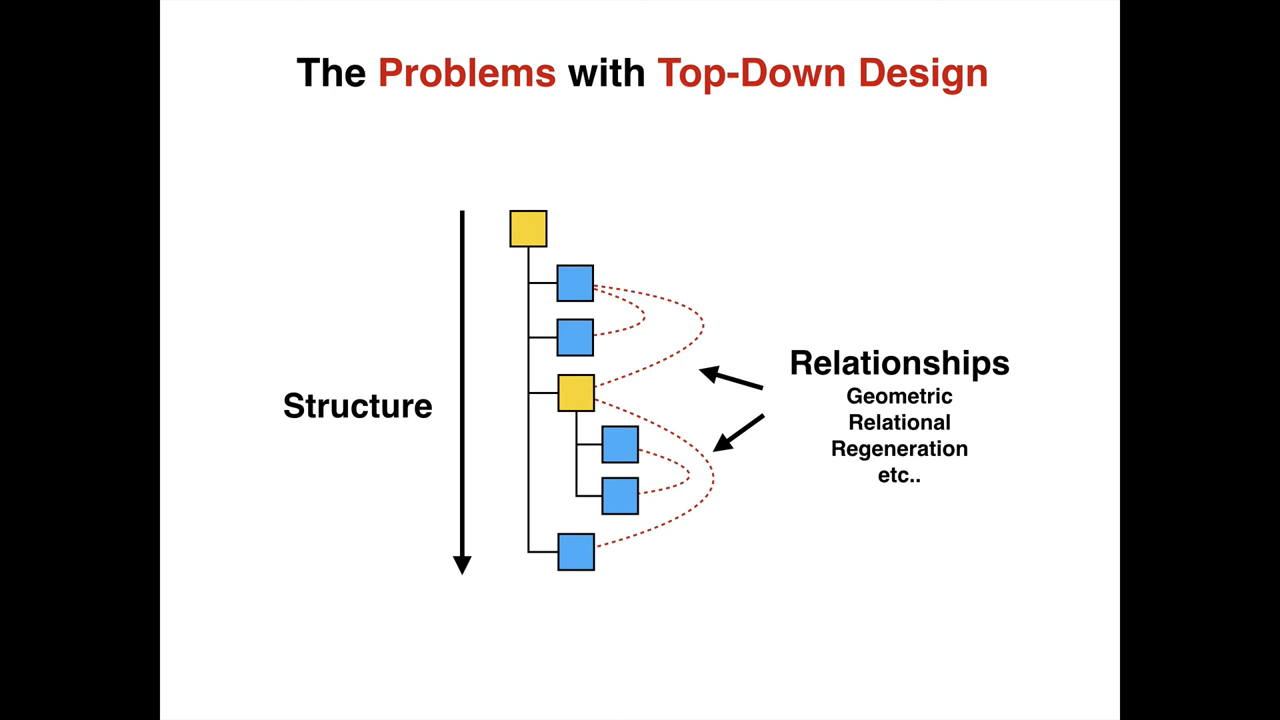 The Problems with Top-Down Design
Structure
Relationships
Geometric
Relational
Regeneration
etc..